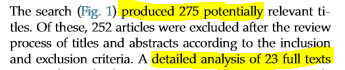 The search (Fig. 1) produced 275 potentially relevant ti-
tles. Of these, 252 articles were excluded after the review
process of titles and abstracts according to the inclusion
and exclusion criteria. A detailed analysis of 23 full texts